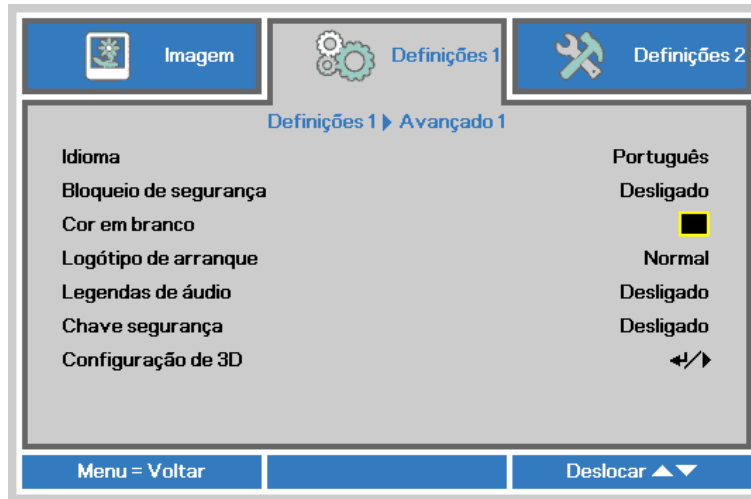 Imagem
Definições 1
Definições 2
Definições 1 Avançado 1
Idioma Português
Bloqueio de segurança Desligado
Cor em branco
Logótipo de arranque Normal
Legendas de áudio Desligado
Chave segurança Desligado
Configuração de 3D
Menu = Voltar
Deslocar